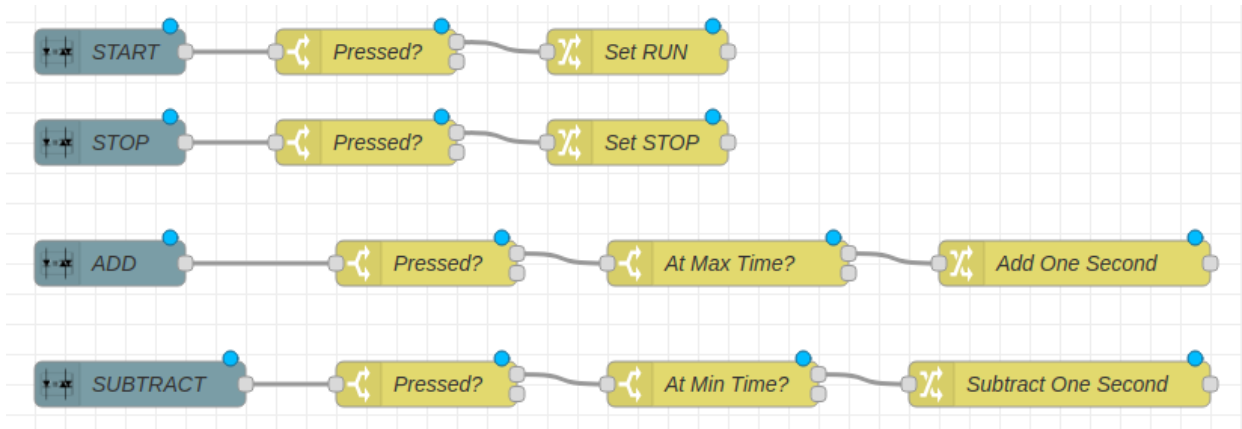 START Pressed? Set RUN
STOP Pressed? Set STOP
ADD Pressed? At Max Time? Add One Second
SUBTRACT Pressed? At Min Time? Subtract One Second